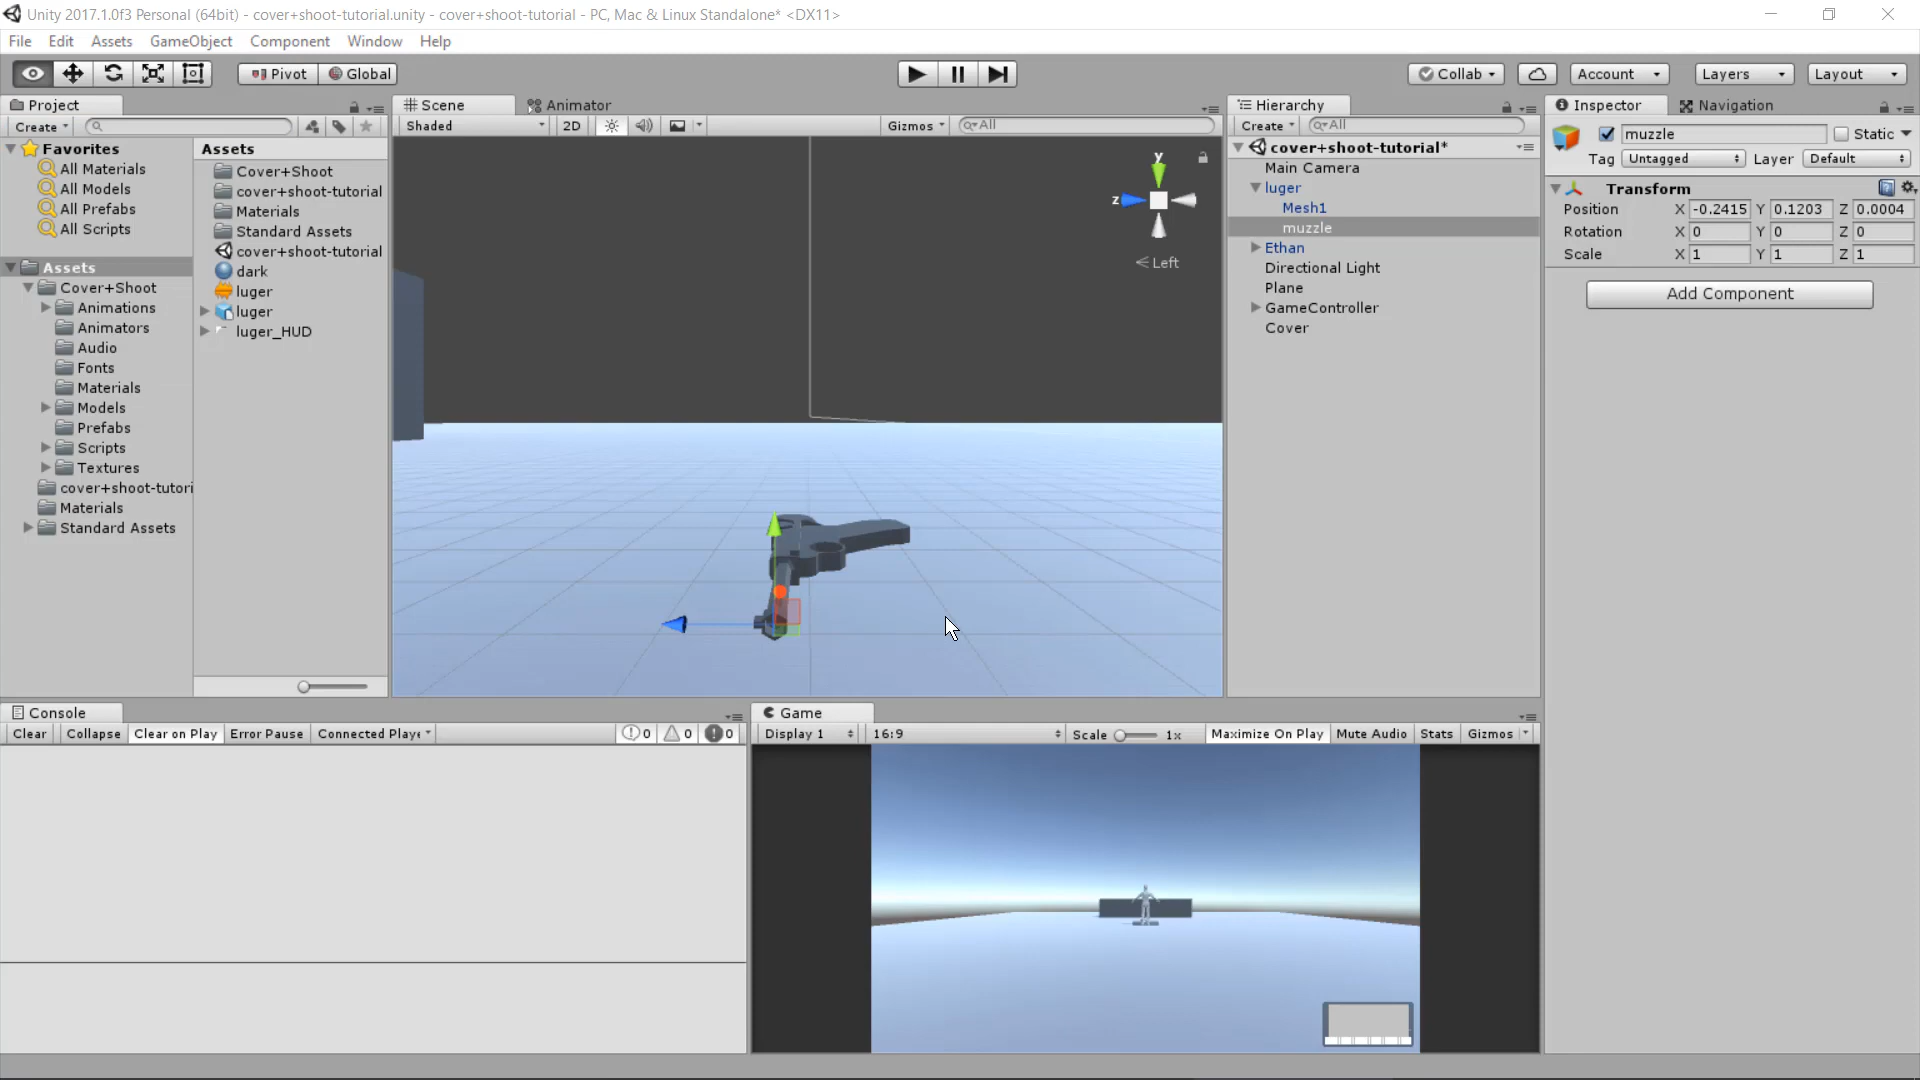 Unity 2017.1.0f3 Personal (64bit) - cover+shoot-tutorial.unity - cover+shoot-tutorial - PC, Mac & Linux Standalone* <DX11>
File Edit Assets GameObject Component Window Help
Pivot Global Collab Account Layers Layout
Project
Create
Favorites
All Materials
All Models
All Prefabs
All Scripts
Assets
Cover+Shoot
Animations
Animators
Audio
Fonts
Materials
Models
Prefabs
Scripts
Textures
cover+shoot-tutori
Materials
Standard Assets
Assets
Cover+Shoot
cover+shoot-tutorial
Materials
Standard Assets
cover+shoot-tutorial
dark
luger
luger
luger_HUD
Scene Animator
Shaded 2D Gizmos All
y
z
Left
Hierarchy
Create All
cover+shoot-tutorial*
Main Camera
luger
Mesh1
muzzle
Ethan
Directional Light
Plane
GameController
Cover
Inspector Navigation
muzzle Static
Tag Untagged Layer Default
Transform
Position X -0.2415 Y 0.1203 Z 0.0004
Rotation X 0 Y 0 Z 0
Scale X 1 Y 1 Z 1
Add Component
Console
Clear Collapse Clear on Play Error Pause Connected Playe 0 0 0
Game
Display 1 16:9 Scale 1x Maximize On Play Mute Audio Stats Gizmos